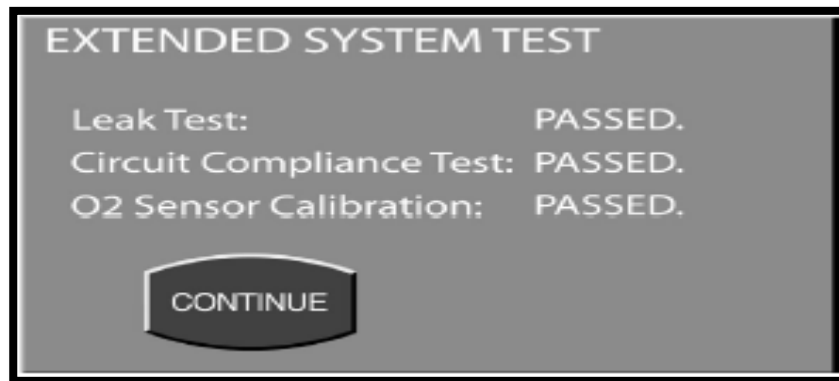 EXTENDED SYSTEM TEST
Leak Test: PASSED.
Circuit Compliance Test: PASSED.
O2 Sensor Calibration: PASSED.
CONTINUE